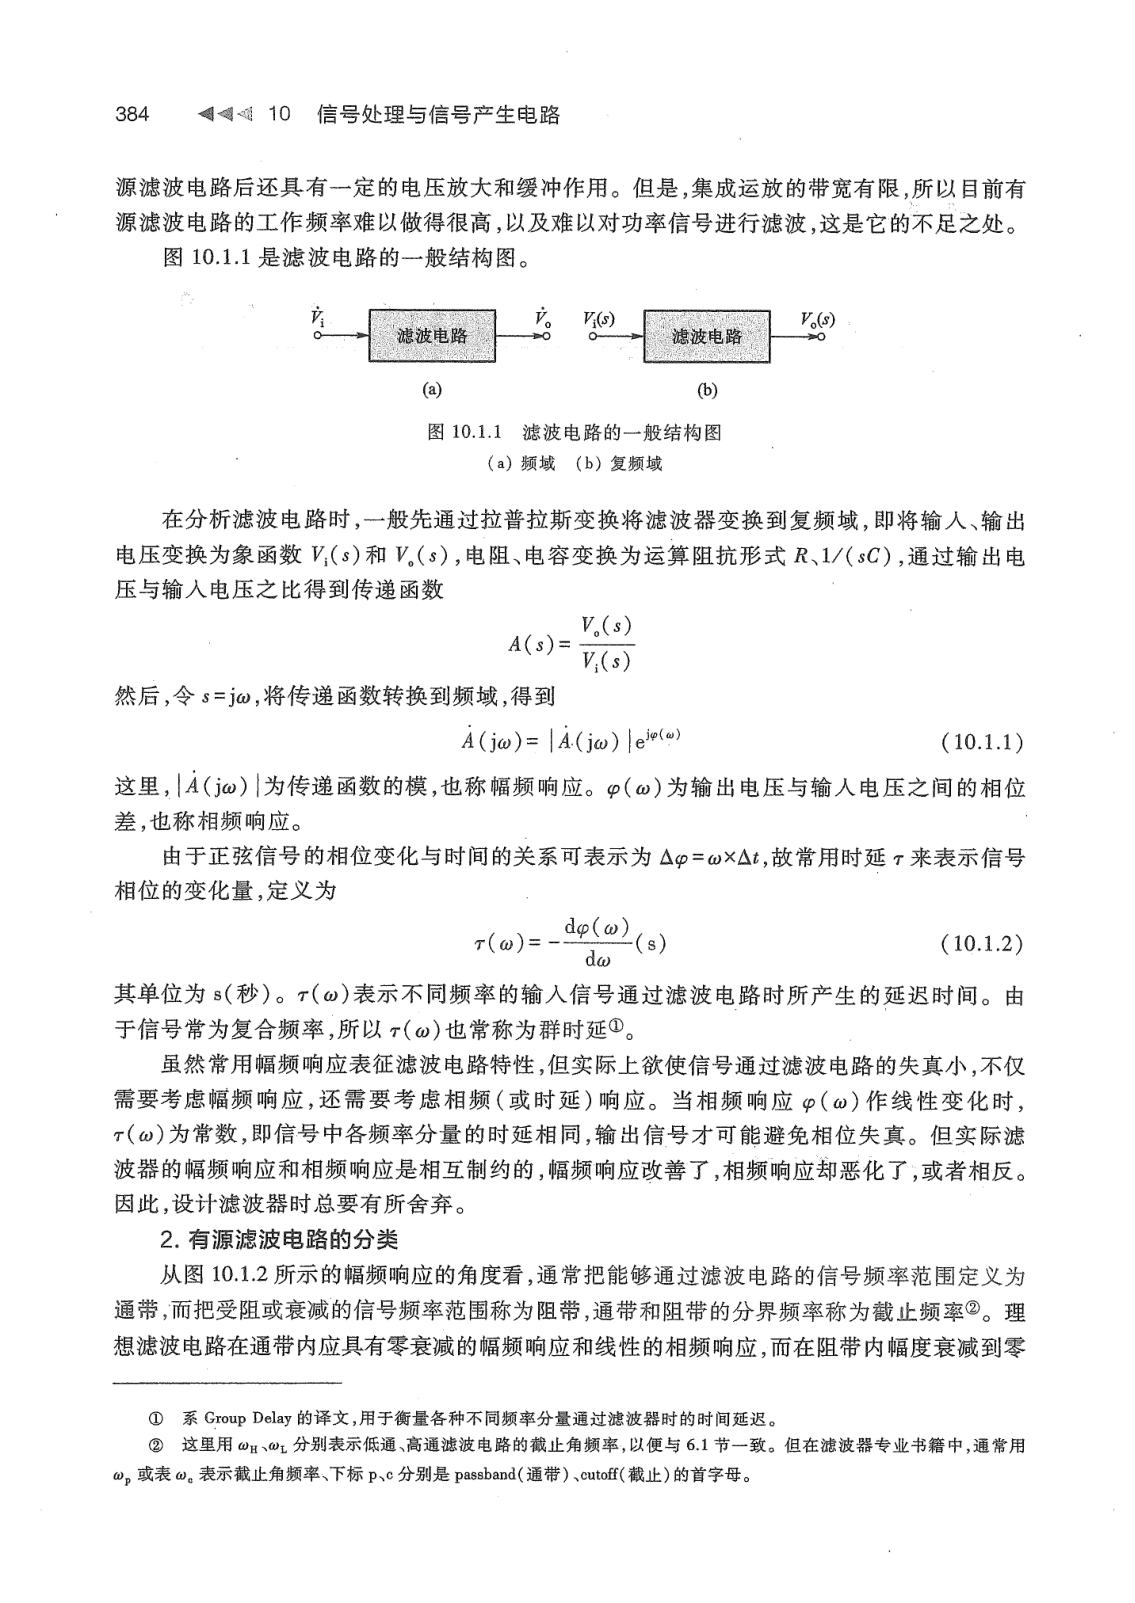 384 10 信号处理与信号产生电路
源滤波电路后还具有一定的电压放大和缓冲作用。但是,集成运放的带宽有限,所以目前有
源滤波电路的工作频率难以做得很高,以及难以对功率信号进行滤波,这是它的不足之处。
图 10.1.1 是滤波电路的一般结构图。
V̇i 滤波电路 V̇o Vi(s) 滤波电路 Vo(s)
(a) (b)
图 10.1.1 滤波电路的一般结构图
(a) 频域 (b) 复频域
在分析滤波电路时,一般先通过拉普拉斯变换将滤波器变换到复频域,即将输入、输出
电压变换为象函数 Vi(s)和 Vo(s),电阻、电容变换为运算阻抗形式 R、1/(sC),通过输出电
压与输入电压之比得到传递函数
A(s)= Vo(s)/Vi(s)
然后,令 s=jω,将传递函数转换到频域,得到
Ȧ(jω)= |Ȧ(jω)|e^jφ(ω) (10.1.1)
这里,|Ȧ(jω)|为传递函数的模,也称幅频响应。φ(ω)为输出电压与输入电压之间的相位
差,也称相频响应。
由于正弦信号的相位变化与时间的关系可表示为 Δφ=ω×Δt,故常用时延 τ 来表示信号
相位的变化量,定义为
τ(ω)= -dφ(ω)/dω (s) (10.1.2)
其单位为 s(秒)。τ(ω)表示不同频率的输入信号通过滤波电路时所产生的延迟时间。由
于信号常为复合频率,所以 τ(ω)也常称为群时延①。
虽然常用幅频响应表征滤波电路特性,但实际上欲使信号通过滤波电路的失真小,不仅
需要考虑幅频响应,还需要考虑相频(或时延)响应。当相频响应 φ(ω)作线性变化时,
τ(ω)为常数,即信号中各频率分量的时延相同,输出信号才可能避免相位失真。但实际滤
波器的幅频响应和相频响应是相互制约的,幅频响应改善了,相频响应却恶化了,或者相反。
因此,设计滤波器时总要有所舍弃。
2. 有源滤波电路的分类
从图 10.1.2 所示的幅频响应的角度看,通常把能够通过滤波电路的信号频率范围定义为
通带,而把受阻或衰减的信号频率范围称为阻带,通带和阻带的分界频率称为截止频率②。理
想滤波电路在通带内应具有零衰减的幅频响应和线性的相频响应,而在阻带内幅度衰减到零
① 系 Group Delay 的译文,用于衡量各种不同频率分量通过滤波器时的时间延迟。
② 这里用 ωH、ωL 分别表示低通、高通滤波电路的截止角频率,以便与 6.1 节一致。但在滤波器专业书籍中,通常用
ωp 或表 ωc 表示截止角频率、下标 p、c 分别是 passband(通带)、cutoff(截止)的首字母。